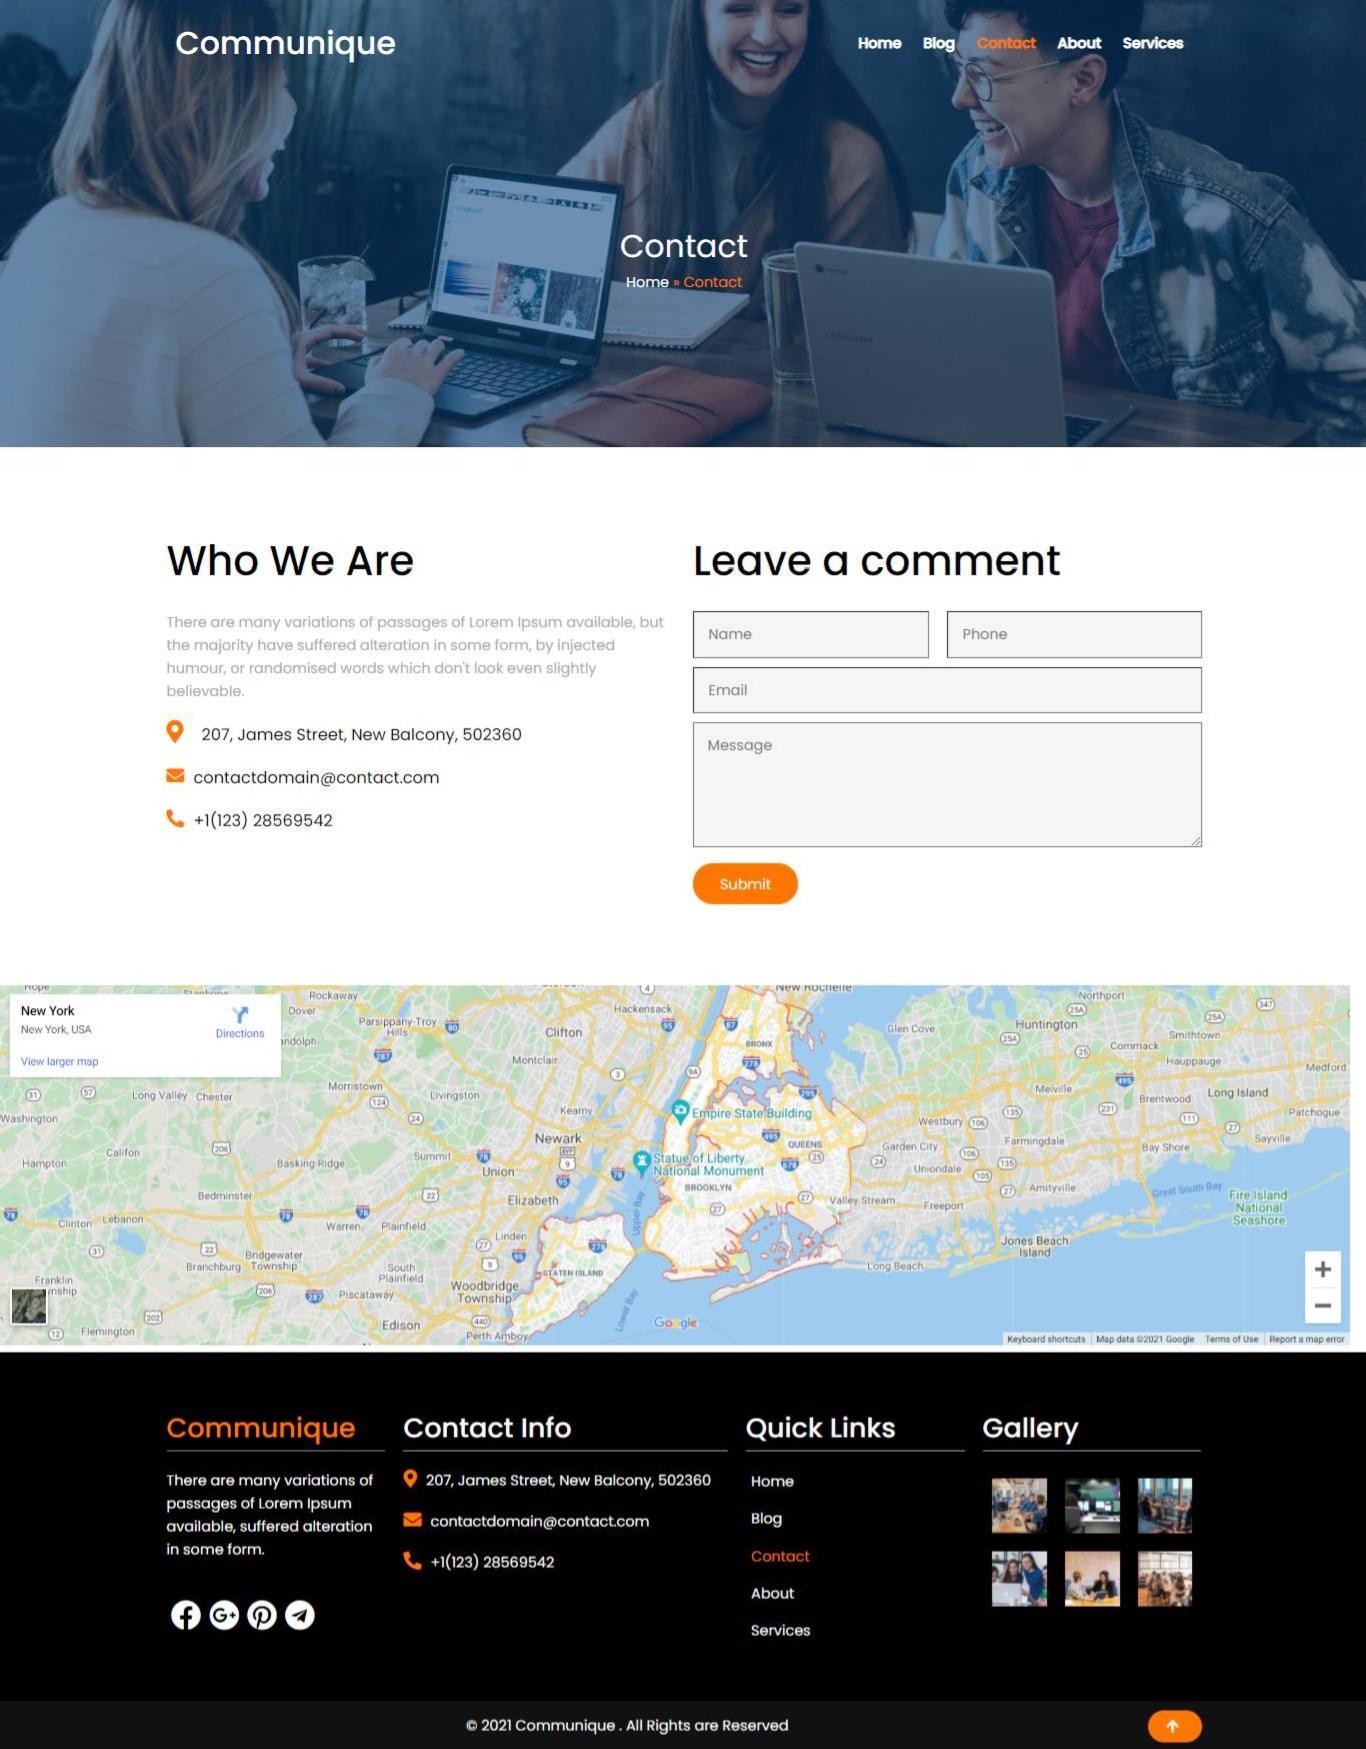 Communique
Home Blog Contact About Services
SAMSUNG
Contact
Home » Contact
Who We Are
There are many variations of passages of Lorem Ipsum available, but
the majority have suffered alteration in some form, by injected
humour, or randomised words which don't look even slightly
believable.
207, James Street, New Balcony, 502360
contactdomain@contact.com
+1(123) 28569542
Leave a comment
Name
Phone
Email
Message
Submit
New York
New York, USA
Directions
View larger map
Hope
Rockaway
Dover
Parsippany-Troy
Hills
Hackensack
New Rochelle
Northport
Clifton
Glen Cove
Huntington
Smithtown
Commack
BRONX
Montclair
Hauppauge
Medford
Morristown
Melville
Long Island
Long Valley
Chester
Livingston
Brentwood
Washington
Kearny
Empire State Building
Patchogue
Westbury
Newark
QUEENS
Garden City
Farmingdale
Bay Shore
Sayville
Califon
Hampton
Basking Ridge
Summit
Union
Statue of Liberty
National Monument
Uniondale
BROOKLYN
Amityville
Great South Bay
Fire Island
National
Seashore
Bedminster
Elizabeth
Valley Stream
Freeport
Upper Bay
Clinton
Lebanon
Warren
Plainfield
Linden
Jones Beach
Island
Bridgewater
Township
Branchburg
South
Plainfield
STATEN ISLAND
Long Beach
Franklin
Piscataway
Woodbridge
Township
Lower Bay
Flemington
Edison
Perth Amboy
Google
Keyboard shortcuts Map data ©2021 Google Terms of Use Report a map error
Communique
There are many variations of
passages of Lorem Ipsum
available, suffered alteration
in some form.
Contact Info
207, James Street, New Balcony, 502360
contactdomain@contact.com
+1(123) 28569542
Quick Links
Home
Blog
Contact
About
Services
Gallery
© 2021 Communique . All Rights are Reserved